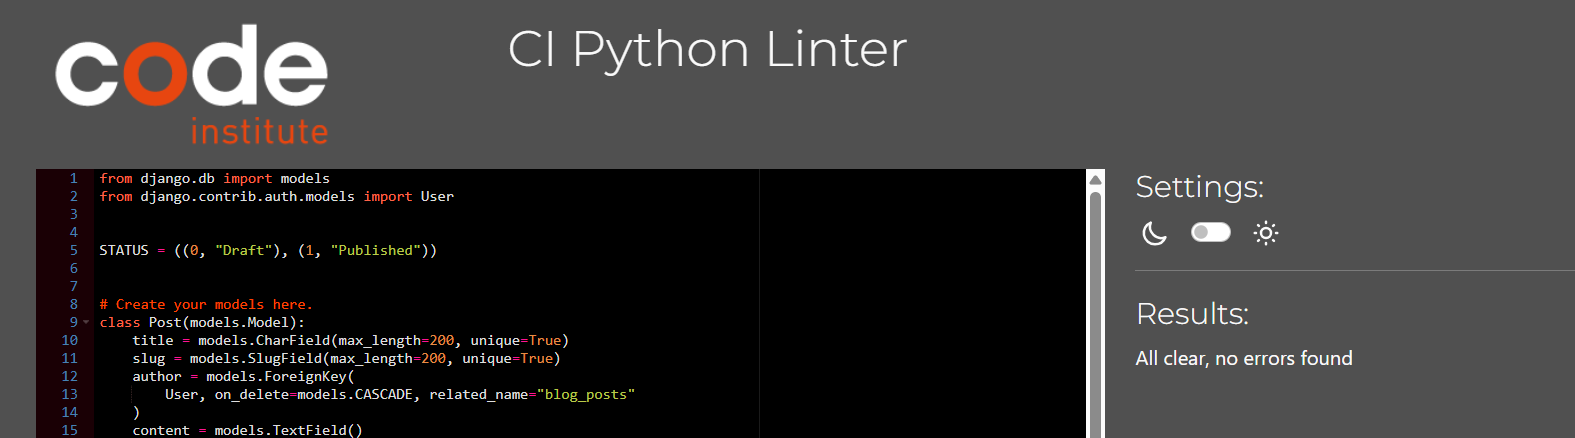 code
institute
CI Python Linter
1 from django.db import models
2 from django.contrib.auth.models import User
3
4
5 STATUS = ((0, "Draft"), (1, "Published"))
6
7
8 # Create your models here.
9 class Post(models.Model):
10     title = models.CharField(max_length=200, unique=True)
11     slug = models.SlugField(max_length=200, unique=True)
12     author = models.ForeignKey(
13         User, on_delete=models.CASCADE, related_name="blog_posts"
14     )
15     content = models.TextField()
Settings:
Results:
All clear, no errors found